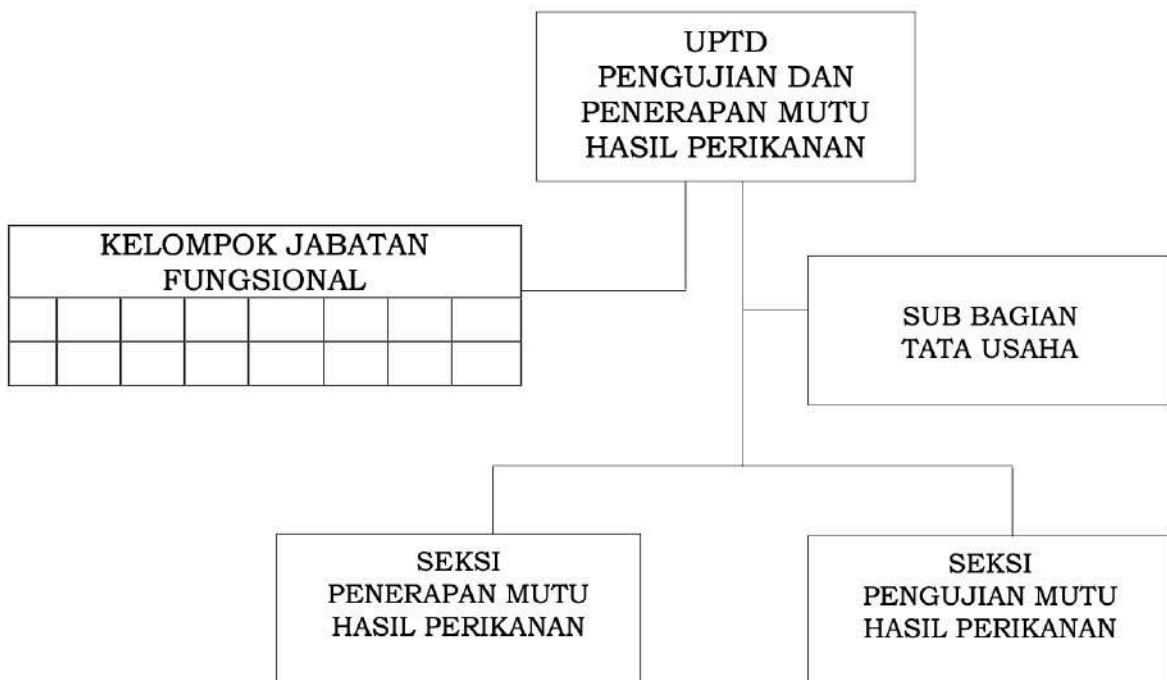 UPTD
PENGUJIAN DAN
PENERAPAN MUTU
HASIL PERIKANAN
KELOMPOK JABATAN
FUNGSIONAL
SUB BAGIAN
TATA USAHA
SEKSI
PENERAPAN MUTU
HASIL PERIKANAN
SEKSI
PENGUJIAN MUTU
HASIL PERIKANAN